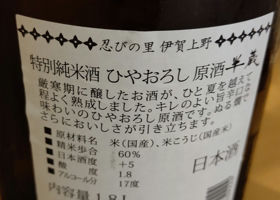 忍びの里 伊賀上野
特別純米酒 ひやおろし 原酒 半蔵
厳寒期に醸したお酒が、ひと夏を越えて
程よく熟成しました。キレのよい旨辛口な
味わいのひやおろし原酒です。ぬる燗で
さらにおいしさが引き立ちます。
■原材料名 米(国産)、米こうじ(国産米)
■精米歩合 60%
■日本酒度 +5
■酸度 1.8
■アルコール分 17度
日本酒
内容量 1.8L